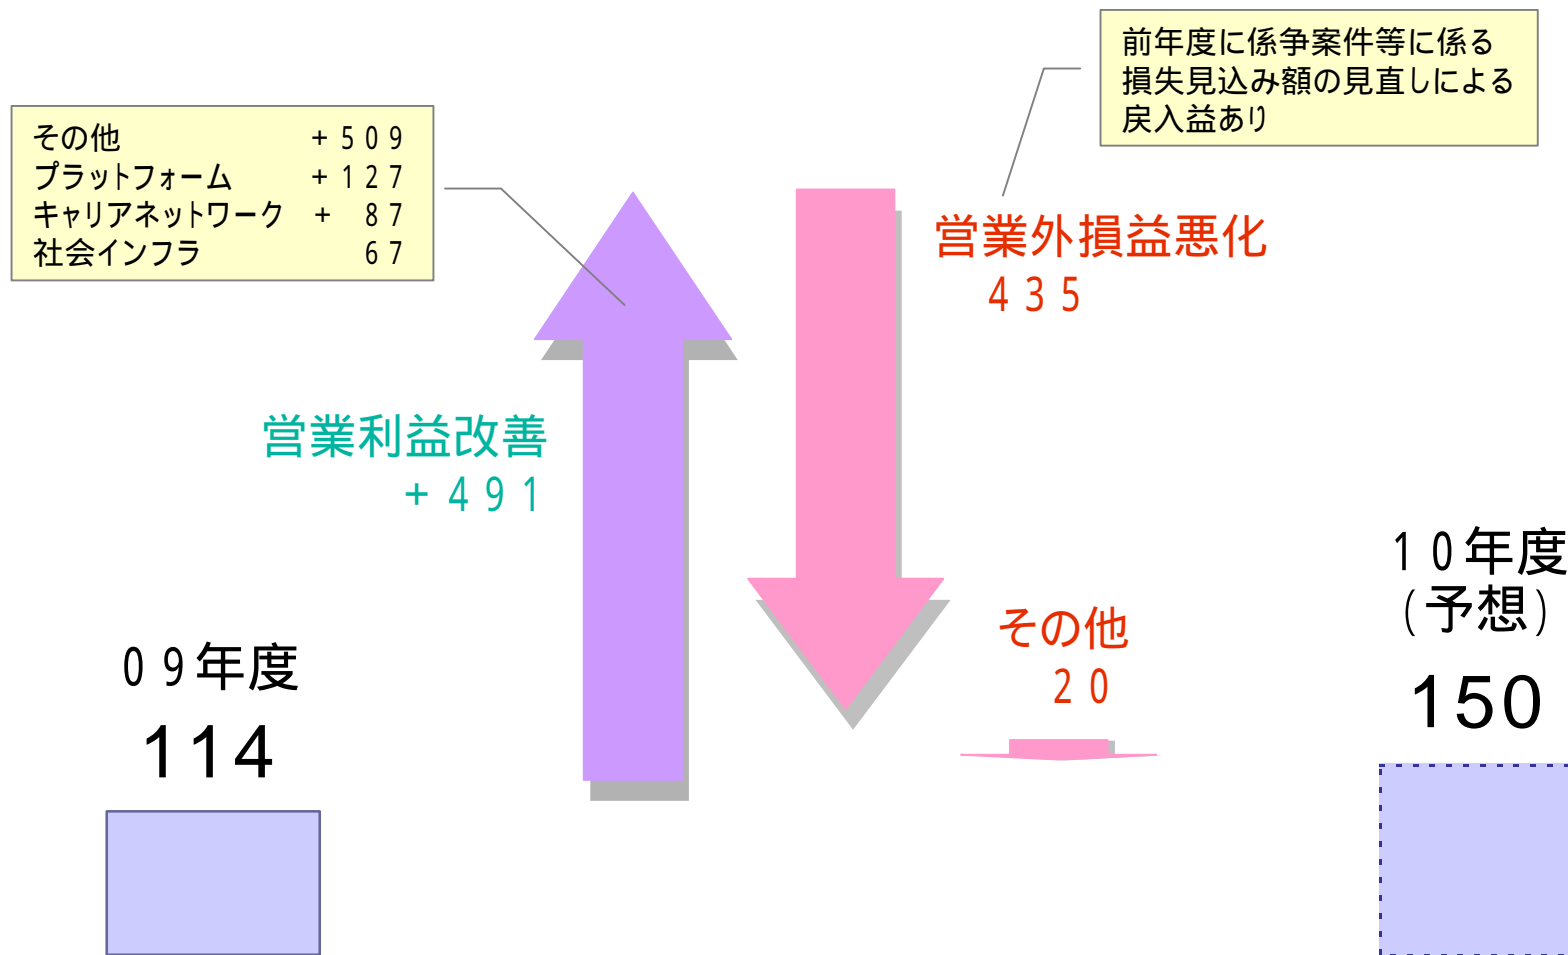 前年度に係争案件等に係る
損失見込み額の見直しによる
戻入益あり
その他 +509
プラットフォーム +127
キャリアネットワーク + 87
社会インフラ 67
営業外損益悪化
435
営業利益改善
+491
10年度
(予想)
150
その他
20
09年度
114